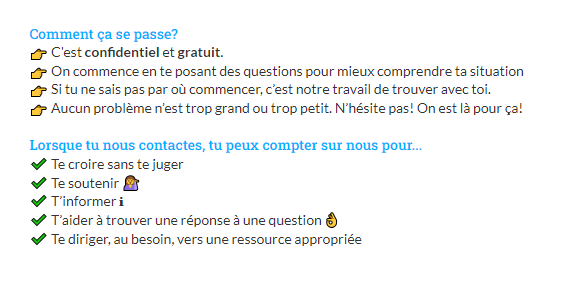 Comment ça se passe?
👉 C'est confidentiel et gratuit.
👉 On commence en te posant des questions pour mieux comprendre ta situation
👉 Si tu ne sais pas par où commencer, c'est notre travail de trouver avec toi.
👉 Aucun problème n'est trop grand ou trop petit. N'hésite pas! On est là pour ça!
Lorsque tu nous contactes, tu peux compter sur nous pour...
✔ Te croire sans te juger
✔ Te soutenir 🙋🏽‍♀️
✔ T'informer ℹ
✔ T'aider à trouver une réponse à une question 👌
✔ Te diriger, au besoin, vers une ressource appropriée